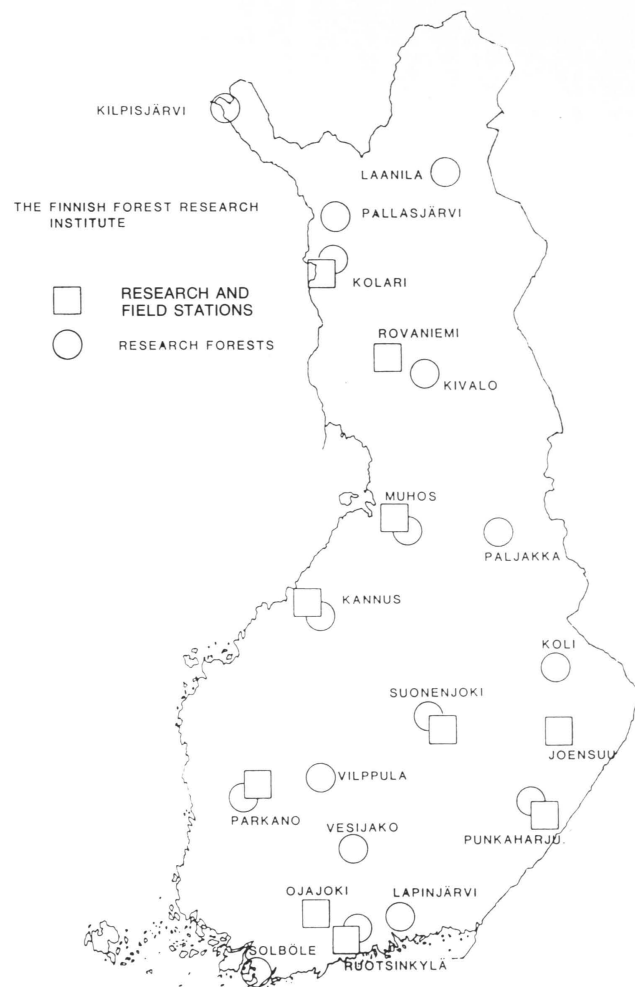 KILPISJÄRVI
LAANILA
THE FINNISH FOREST RESEARCH
INSTITUTE
PALLASJÄRVI
KOLARI
RESEARCH AND
FIELD STATIONS
ROVANIEMI
RESEARCH FORESTS
KIVALO
MUHOS
PALJAKKA
KANNUS
KOLI
SUONENJOKI
JOENSUU
VILPPULA
PARKANO
VESIJAKO
PUNKAHARJU.
OJAJOKI
LAPINJÄRVI
SOLBÖLE
RUOTSINKYLÄ